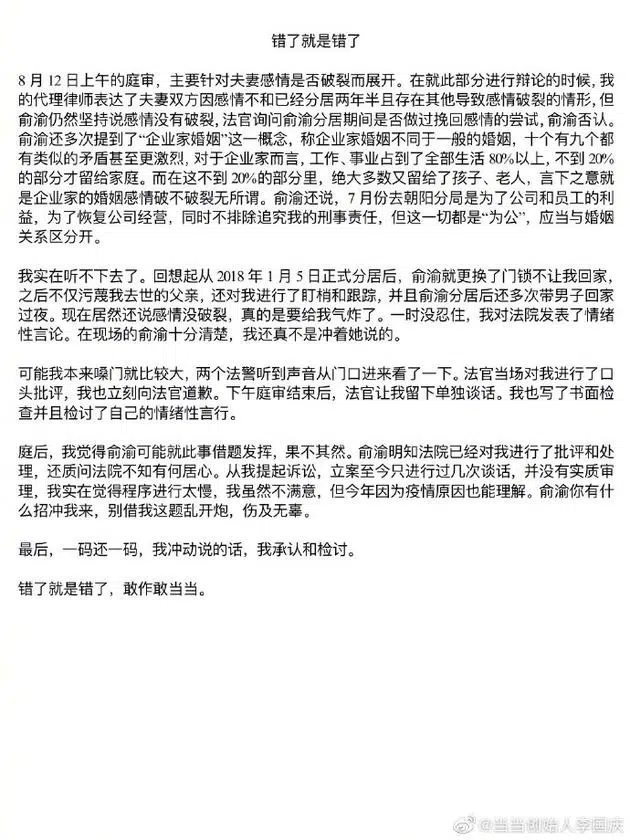 错了就是错了
8 月 12 日上午的庭审，主要针对夫妻感情是否破裂而展开。在就此部分进行辩论的时候，我
的代理律师表达了夫妻双方因感情不和已经分居两年半且存在其他导致感情破裂的情形，但
俞渝仍然坚持说感情没有破裂，法官询问俞渝分居期间是否做过挽回感情的尝试，俞渝否认。
俞渝还多次提到了“企业家婚姻”这一概念，称企业家婚姻不同于一般的婚姻，十个有九个都
有类似的矛盾甚至更激烈，对于企业家而言，工作、事业占到了全部生活 80%以上，不到 20%
的部分才留给家庭。而在这不到 20%的部分里，绝大多数又留给了孩子、老人，言下之意就
是企业家的婚姻感情破不破裂无所谓。俞渝还说，7 月份去朝阳分局是为了公司和员工的利
益，为了恢复公司经营，同时不排除追究我的刑事责任，但这一切都是“为公”，应当与婚姻
关系区分开。
我实在听不下去了。回想起从 2018 年 1 月 5 日正式分居后，俞渝就更换了门锁不让我回家，
之后不仅污蔑我去世的父亲，还对我进行了盯梢和跟踪，并且俞渝分居后还多次带男子回家
过夜。现在居然还说感情没破裂，真的是要给我气炸了。一时没忍住，我对法院发表了情绪
性言论。在现场的俞渝十分清楚，我还真不是冲着她说的。
可能我本来嗓门就比较大，两个法警听到声音从门口进来看了一下。法官当场对我进行了口
头批评，我也立刻向法官道歉。下午庭审结束后，法官让我留下单独谈话。我也写了书面检
查并且检讨了自己的情绪性言行。
庭后，我觉得俞渝可能就此事借题发挥，果不其然。俞渝明知法院已经对我进行了批评和处
理，还质问法院不知有何居心。从我提起诉讼，立案至今只进行过几次谈话，并没有实质审
理，我实在觉得程序进行太慢，我虽然不满意，但今年因为疫情原因也能理解。俞渝你有什
么招冲我来，别借我这题乱开炮，伤及无辜。
最后，一码还一码，我冲动说的话，我承认和检讨。
错了就是错了，敢作敢当当。
@当当创始人李国庆